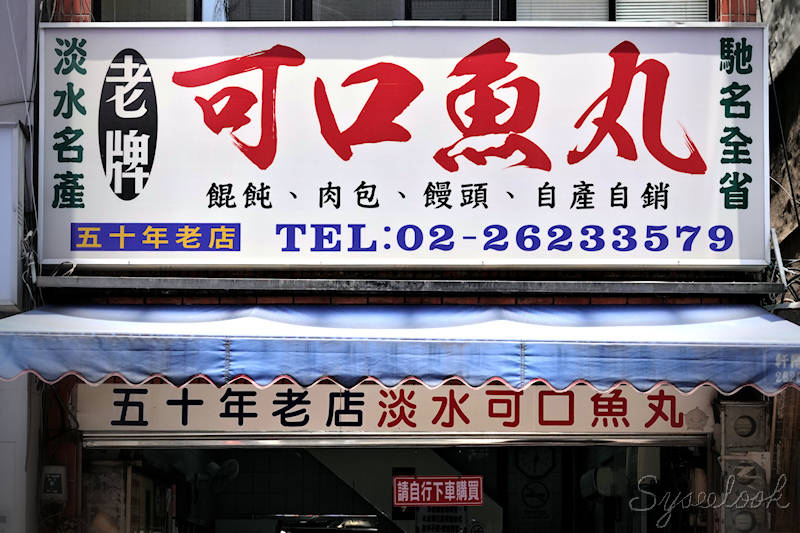 淡水名產
老牌
可口魚丸
馳名全省
餛飩、肉包、饅頭、自產自銷
五十年老店
TEL:02-26233579
五十年老店淡水可口魚丸
請自行下車購買
Syseelook